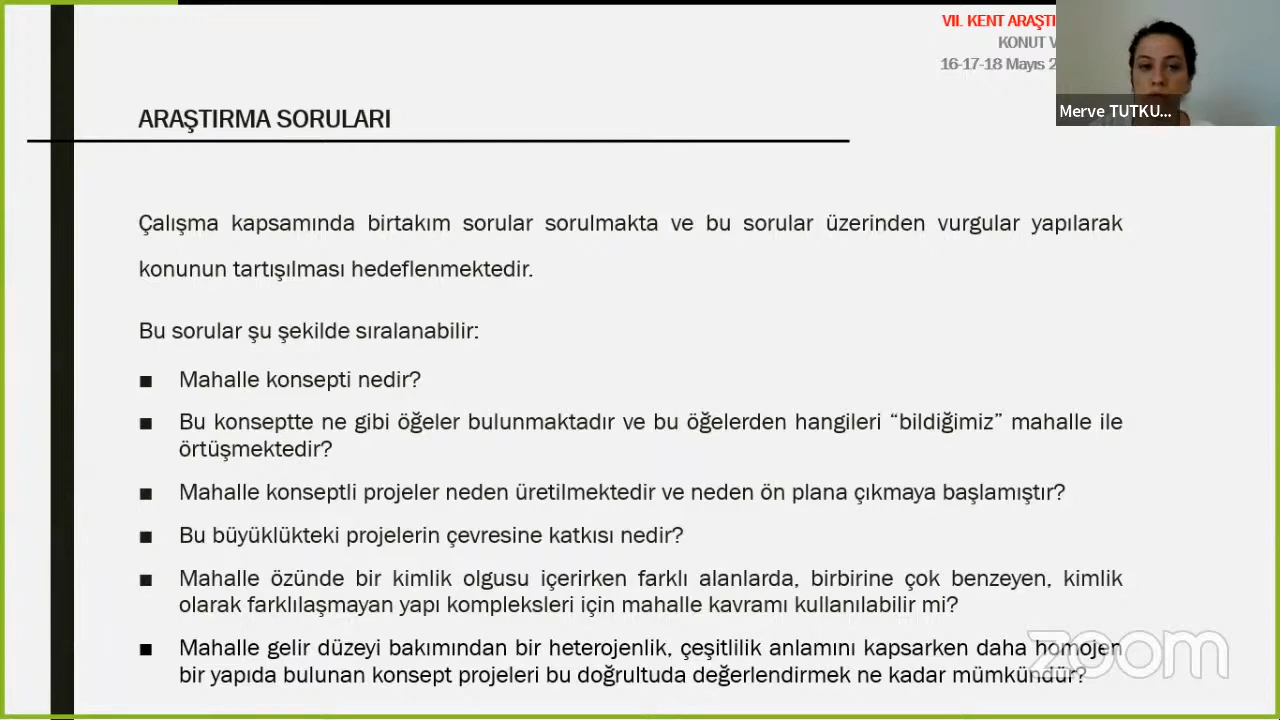 VII. KENT ARAŞTI
KONUT V
16-17-18 Mayıs 2
Merve TUTKU...
ARAŞTIRMA SORULARI
Çalışma kapsamında birtakım sorular sorulmakta ve bu sorular üzerinden vurgular yapılarak
konunun tartışılması hedeflenmektedir.
Bu sorular şu şekilde sıralanabilir:
■ Mahalle konsepti nedir?
■ Bu konseptte ne gibi öğeler bulunmaktadır ve bu öğelerden hangileri “bildiğimiz” mahalle ile
örtüşmektedir?
■ Mahalle konseptli projeler neden üretilmektedir ve neden ön plana çıkmaya başlamıştır?
■ Bu büyüklükteki projelerin çevresine katkısı nedir?
■ Mahalle özünde bir kimlik olgusu içerirken farklı alanlarda, birbirine çok benzeyen, kimlik
olarak farklılaşmayan yapı kompleksleri için mahalle kavramı kullanılabilir mi?
■ Mahalle gelir düzeyi bakımından bir heterojenlik, çeşitlilik anlamını kapsarken daha homojen
bir yapıda bulunan konsept projeleri bu doğrultuda değerlendirmek ne kadar mümkündür?
zoom